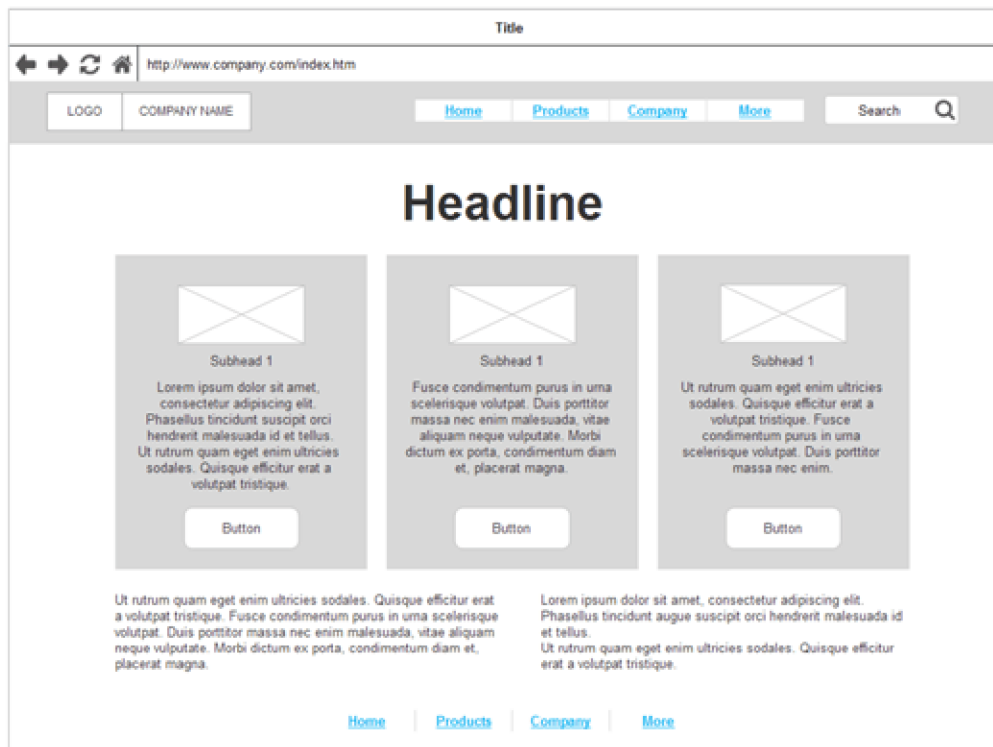 Title
http://www.company.com/index.htm
LOGO
COMPANY NAME
Home
Products
Company
More
Search
Headline
Subhead 1
Lorem ipsum dolor sit amet,
consectetur adipiscing elit.
Phasellus tincidunt suscipit orci
hendrerit malesuada id et tellus.
Ut rutrum quam eget enim ultricies
sodales. Quisque efficitur erat a
volutpat tristique.
Button
Subhead 1
Fusce condimentum purus in urna
scelerisque volutpat. Duis porttitor
massa nec enim malesuada, vitae
aliquam neque vulputate. Morbi
dictum ex porta, condimentum diam
et, placerat magna.
Button
Subhead 1
Ut rutrum quam eget enim ultricies
sodales. Quisque efficitur erat a
volutpat tristique. Fusce
condimentum purus in urna
scelerisque volutpat. Duis porttitor
massa nec enim.
Button
Ut rutrum quam eget enim ultricies sodales. Quisque efficitur erat
a volutpat tristique. Fusce condimentum purus in urna scelerisque
volutpat. Duis porttitor massa nec enim malesuada, vitae aliquam
neque vulputate. Morbi dictum ex porta, condimentum diam et,
placerat magna.
Lorem ipsum dolor sit amet, consectetur adipiscing elit.
Phasellus tincidunt augue suscipit orci hendrerit malesuada id
et tellus.
Ut rutrum quam eget enim ultricies sodales. Quisque efficitur
erat a volutpat tristique.
Home
Products
Company
More